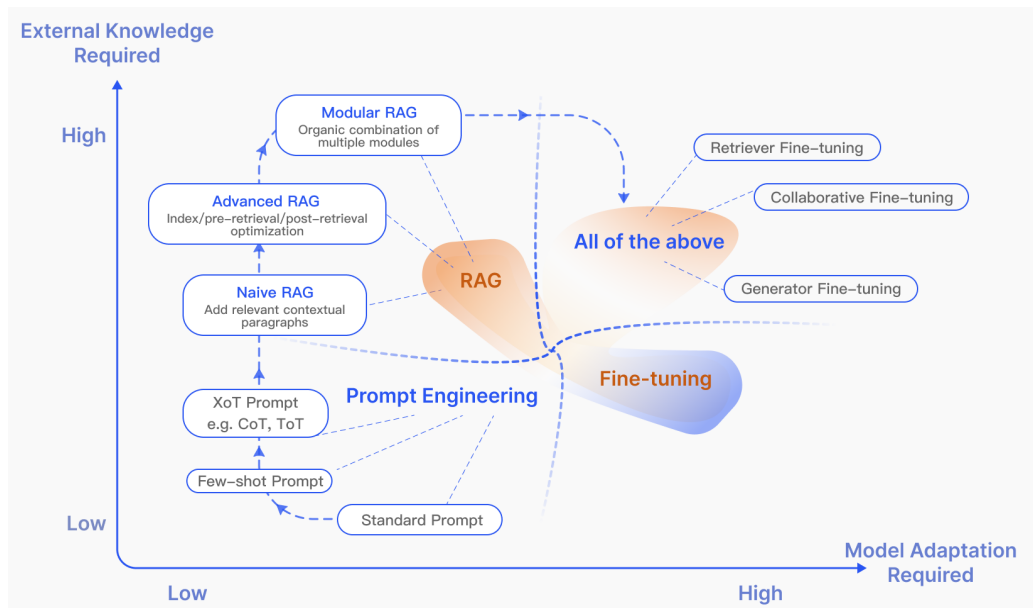 External Knowledge
Required
High
Modular RAG
Organic combination of
multiple modules
Retriever Fine-tuning
Collaborative Fine-tuning
Advanced RAG
Index/pre-retrieval/post-retrieval
optimization
All of the above
RAG
Generator Fine-tuning
Naive RAG
Add relevant contextual
paragraphs
Fine-tuning
Prompt Engineering
XoT Prompt
e.g. CoT, ToT
Few-shot Prompt
Standard Prompt
Low
Model Adaptation
Required
Low
High